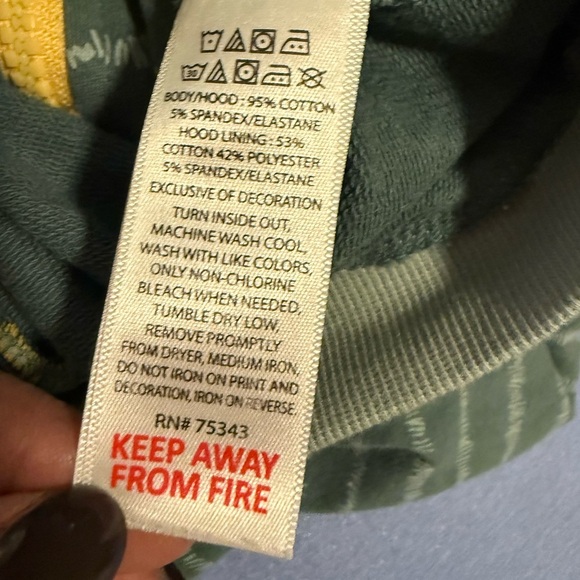 30
BODY/HOOD : 95% COTTON
5% SPANDEX/ELASTANE
HOOD LINING : 53%
COTTON 42% POLYESTER
5% SPANDEX/ELASTANE
EXCLUSIVE OF DECORATION
TURN INSIDE OUT,
MACHINE WASH COOL,
WASH WITH LIKE COLORS,
ONLY NON-CHLORINE
BLEACH WHEN NEEDED,
TUMBLE DRY LOW,
REMOVE PROMPTLY
FROM DRYER, MEDIUM IRON,
DO NOT IRON ON PRINT AND
DECORATION, IRON ON REVERSE.
RN# 75343
KEEP AWAY
FROM FIRE